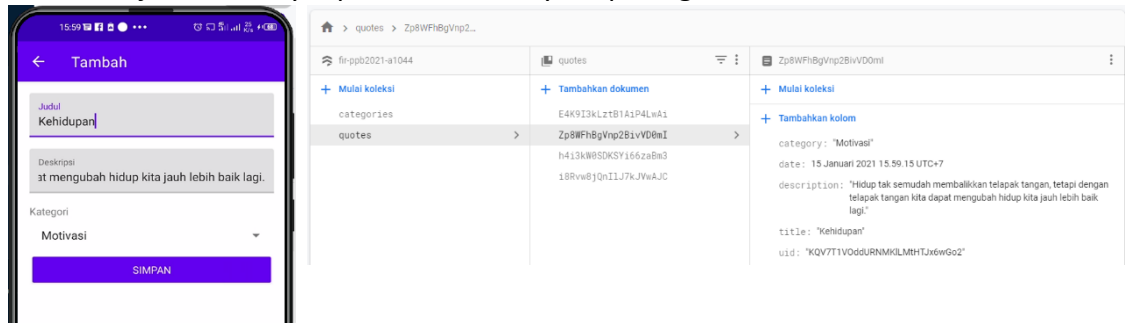 15:59
Tambah
Judul
Kehidupan
Deskripsi
at mengubah hidup kita jauh lebih baik lagi.
Kategori
Motivasi
SIMPAN
quotes > Zp8WFhBgVnp2...
fir-ppb2021-a1044
Mulai koleksi
categories
quotes
quotes
Tambahkan dokumen
E4K9I3kLztB1AiP4LwAi
Zp8WFhBgVnp2BivVD0mI
h4i3kW0SDKSYi66zaBm3
i8Rvw8jQnIlJ7kJVwAJC
Zp8WFhBgVnp2BivVD0mI
Mulai koleksi
Tambahkan kolom
category: "Motivasi"
date: 15 Januari 2021 15.59.15 UTC+7
description: "Hidup tak semudah membalikkan telapak tangan, tetapi dengan
telapak tangan kita dapat mengubah hidup kita jauh lebih baik
lagi."
title: "Kehidupan"
uid: "KQV7T1VOddURNMKlLMtHTJx6wGo2"